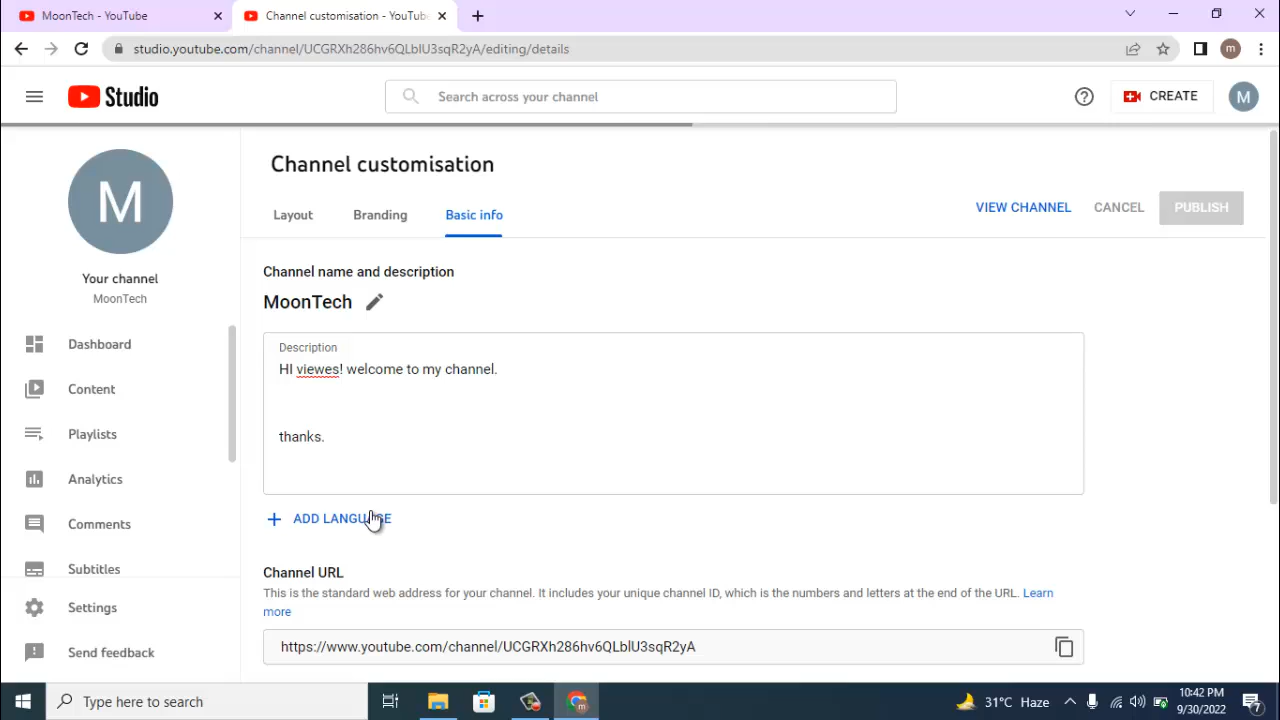 MoonTech - YouTube
Channel customisation - YouTube
studio.youtube.com/channel/UCGRXh286hv6QLblU3sqR2yA/editing/details
m
Studio
Search across your channel
CREATE
M
M
Your channel
MoonTech
Dashboard
Content
Playlists
Analytics
Comments
Subtitles
Settings
Send feedback
Channel customisation
Layout
Branding
Basic info
VIEW CHANNEL
CANCEL
PUBLISH
Channel name and description
MoonTech
Description
HI viewes! welcome to my channel.
thanks.
ADD LANGUAGE
Channel URL
This is the standard web address for your channel. It includes your unique channel ID, which is the numbers and letters at the end of the URL. Learn
more
https://www.youtube.com/channel/UCGRXh286hv6QLblU3sqR2yA
Type here to search
m
31°C Haze
10:42 PM
9/30/2022
7